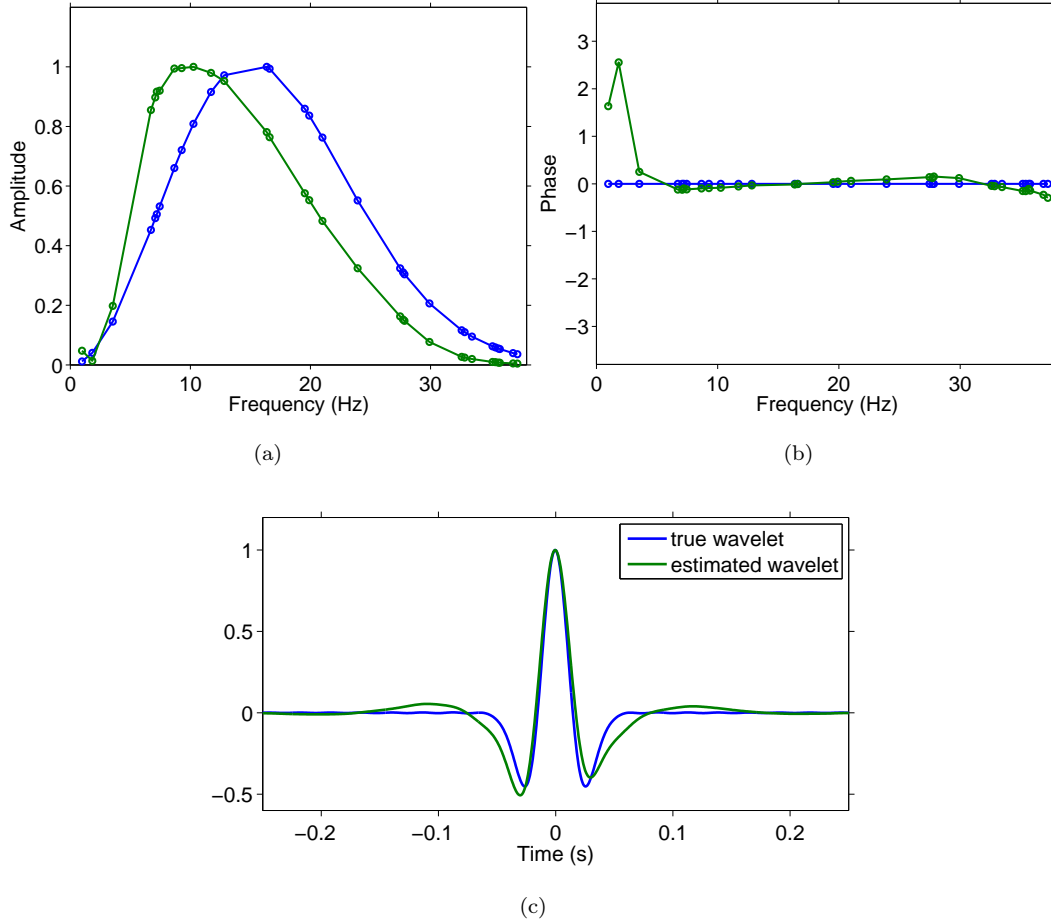 1
0.8
0.6
0.4
0.2
0
Amplitude
0 10 20 30
Frequency (Hz)
(a)
3
2
1
0
−1
−2
−3
Phase
0 10 20 30
Frequency (Hz)
(b)
1
0.5
0
−0.5
true wavelet
estimated wavelet
−0.2 −0.1 0 0.1 0.2
Time (s)
(c)